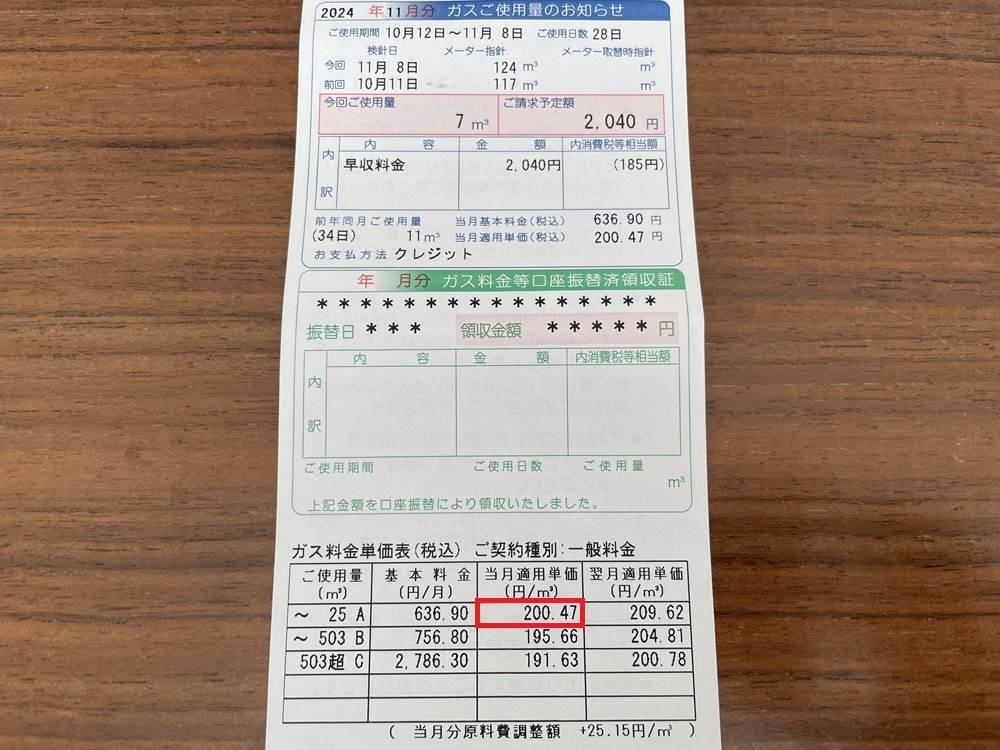 2024 年11月分 ガスご使用量のお知らせ
ご使用期間 10月12日～11月 8日 ご使用日数 28日
検針日 メーター指針 メーター取替時指針
今回 11月 8日 124 m³ m³
前回 10月11日 117 m³ m³
今回ご使用量 ご請求予定額
7 m³ 2,040 円
内訳 内容 金額 内消費税等相当額
早収料金 2,040円 (185円)
前年同月ご使用量 当月基本料金(税込) 636.90 円
(34日) 11m³ 当月適用単価(税込) 200.47 円
お支払方法 クレジット
年 月分 ガス料金等口座振替済領収証
* * * * * * * * * * * * * * * *
振替日 * * * 領収金額 * * * * * 円
内訳 内容 金額 内消費税等相当額
ご使用期間 ご使用日数 ご使用量
m³
上記金額を口座振替により領収いたしました。
ガス料金単価表(税込) ご契約種別:一般料金
ご使用量 基本料金 当月適用単価 翌月適用単価
(m³) (円/月) (円/m³) (円/m³)
～ 25 A 636.90 200.47 209.62
～ 503 B 756.80 195.66 204.81
503超 C 2,786.30 191.63 200.78
( 当月分原料費調整額 +25.15円/m³ )